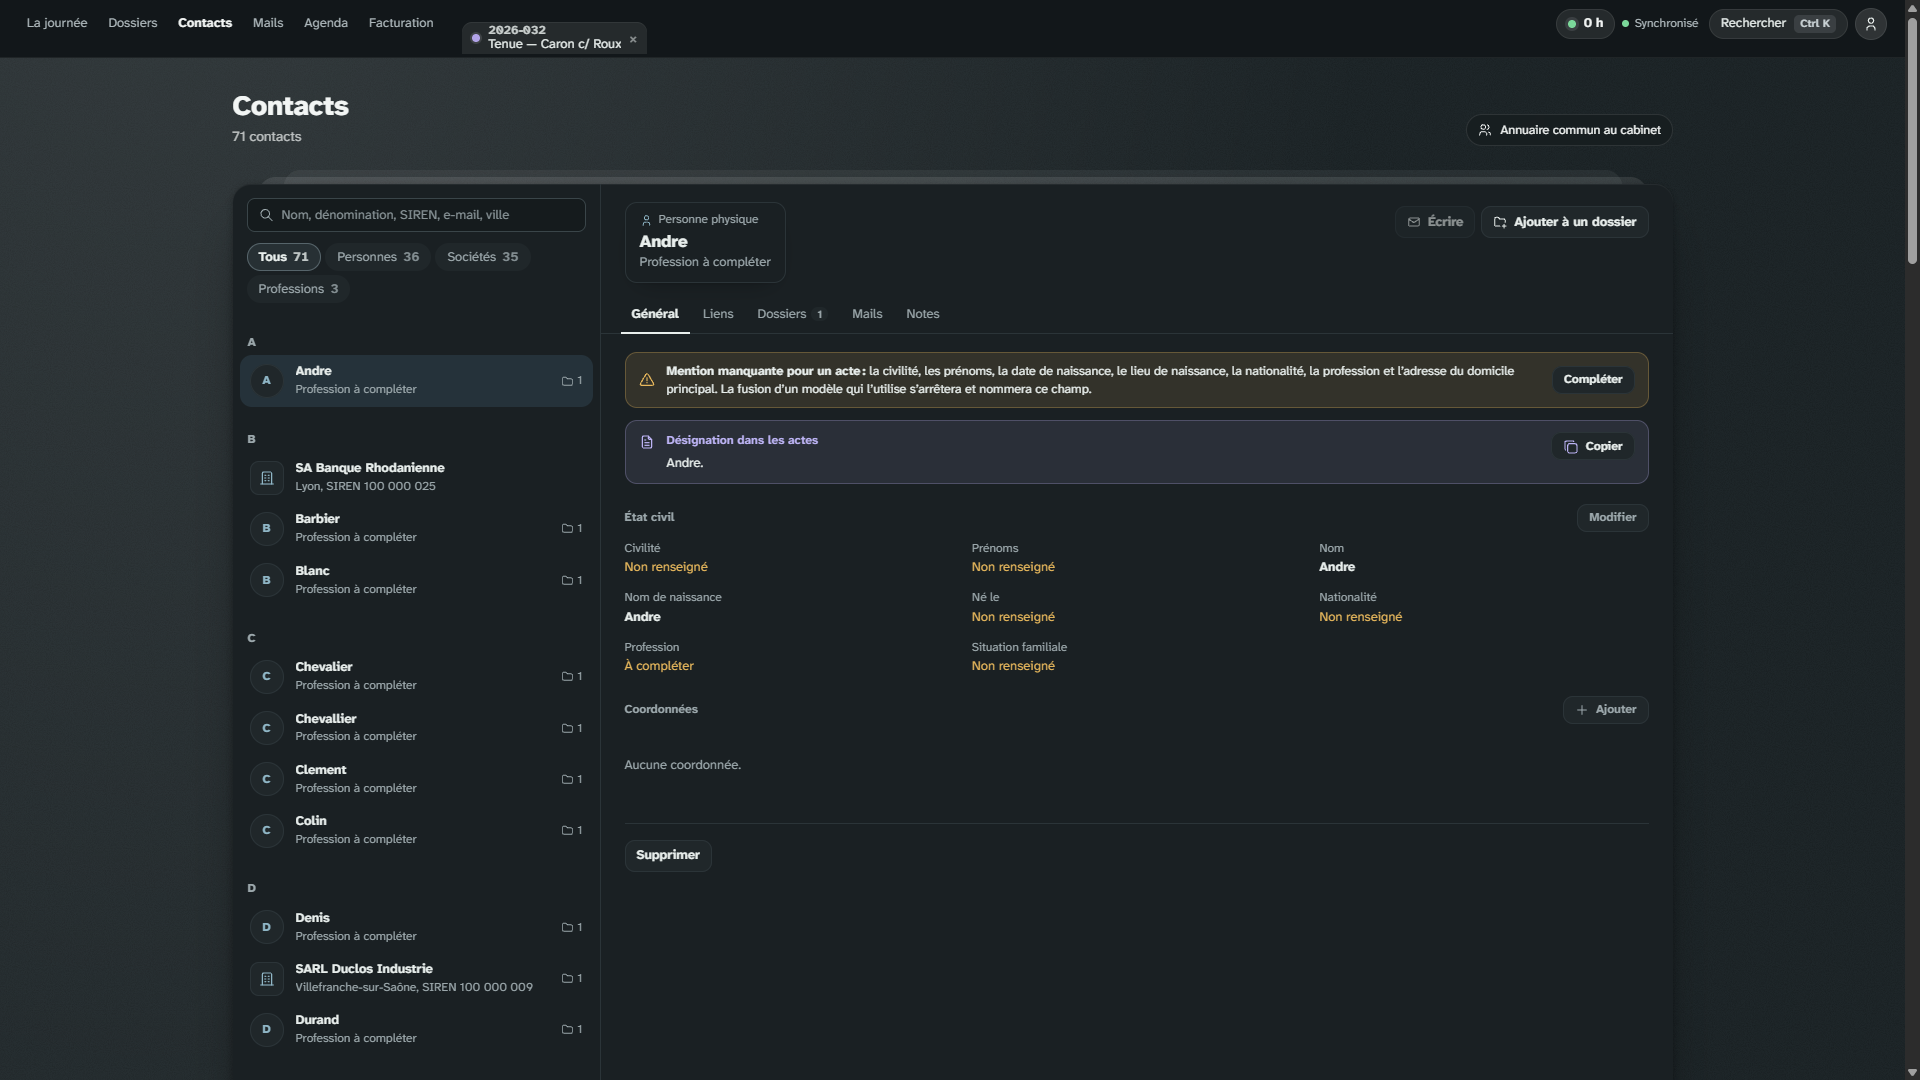 La journée
Dossiers
Contacts
Mails
Agenda
Facturation
2026-032
Tenue — Caron c/ Roux ×
0 h
Synchronisé
Rechercher Ctrl K
Contacts
71 contacts
Annuaire commun au cabinet
Nom, dénomination, SIREN, e-mail, ville
Tous 71
Personnes 36
Sociétés 35
Professions 3
A
A
Andre
Profession à compléter
1
B
SA Banque Rhodanienne
Lyon, SIREN 100 000 025
B
Barbier
Profession à compléter
1
B
Blanc
Profession à compléter
1
C
C
Chevalier
Profession à compléter
1
C
Chevallier
Profession à compléter
1
C
Clement
Profession à compléter
1
C
Colin
Profession à compléter
1
D
D
Denis
Profession à compléter
1
SARL Duclos Industrie
Villefranche-sur-Saône, SIREN 100 000 009
1
D
Durand
Profession à compléter
1
Personne physique
Andre
Profession à compléter
Écrire
Ajouter à un dossier
Général
Liens
Dossiers 1
Mails
Notes
Mention manquante pour un acte : la civilité, les prénoms, la date de naissance, le lieu de naissance, la nationalité, la profession et l’adresse du domicile
principal. La fusion d’un modèle qui l’utilise s’arrêtera et nommera ce champ.
Compléter
Désignation dans les actes
Andre.
Copier
État civil
Modifier
Civilité
Non renseigné
Prénoms
Non renseigné
Nom
Andre
Nom de naissance
Andre
Né le
Non renseigné
Nationalité
Non renseigné
Profession
À compléter
Situation familiale
Non renseigné
Coordonnées
Ajouter
Aucune coordonnée.
Supprimer